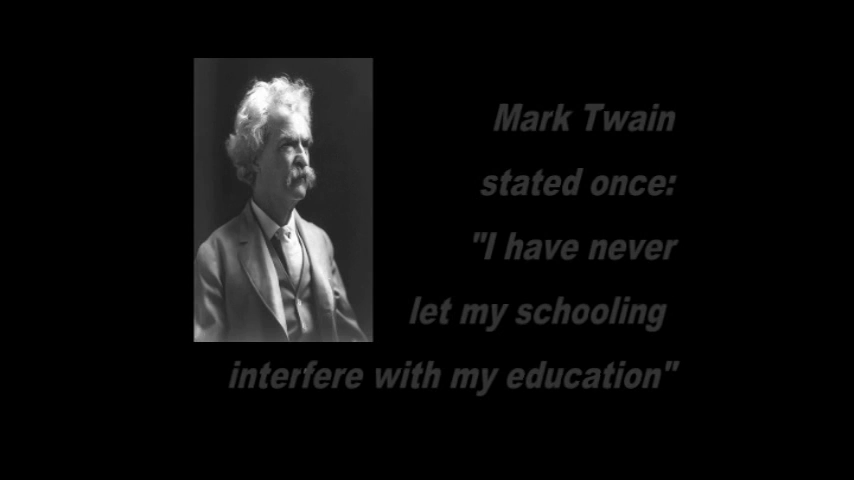 Mark Twain
stated once:
"I have never
let my schooling
interfere with my education"